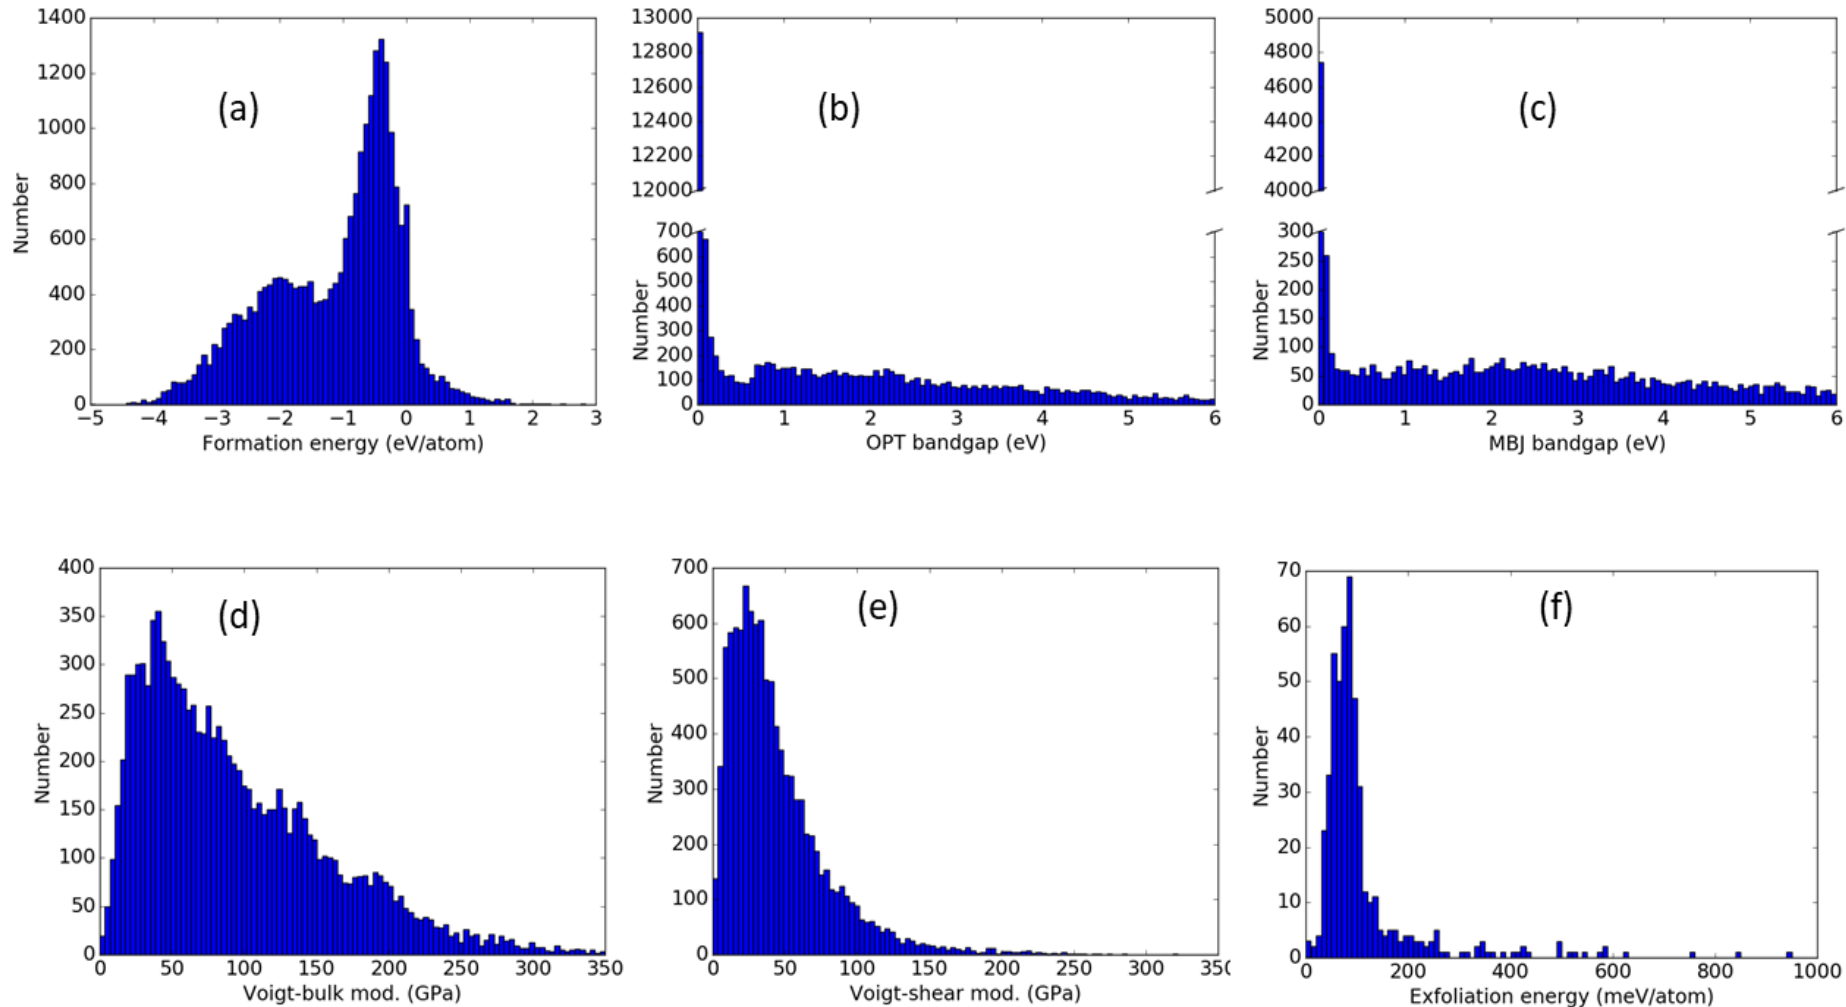 (a)
1400
1200
1000
800
600
400
200
0
Number
−5 −4 −3 −2 −1 0 1 2 3
Formation energy (eV/atom)
(b)
13000
12800
12600
12400
12200
12000
700
600
500
400
300
200
100
0
Number
0 1 2 3 4 5 6
OPT bandgap (eV)
(c)
5000
4800
4600
4400
4200
4000
300
250
200
150
100
50
0
Number
0 1 2 3 4 5 6
MBJ bandgap (eV)
(d)
400
350
300
250
200
150
100
50
0
Number
0 50 100 150 200 250 300 350
Voigt-bulk mod. (GPa)
(e)
700
600
500
400
300
200
100
0
Number
0 50 100 150 200 250 300 350
Voigt-shear mod. (GPa)
(f)
70
60
50
40
30
20
10
0
Number
0 200 400 600 800 1000
Exfoliation energy (meV/atom)